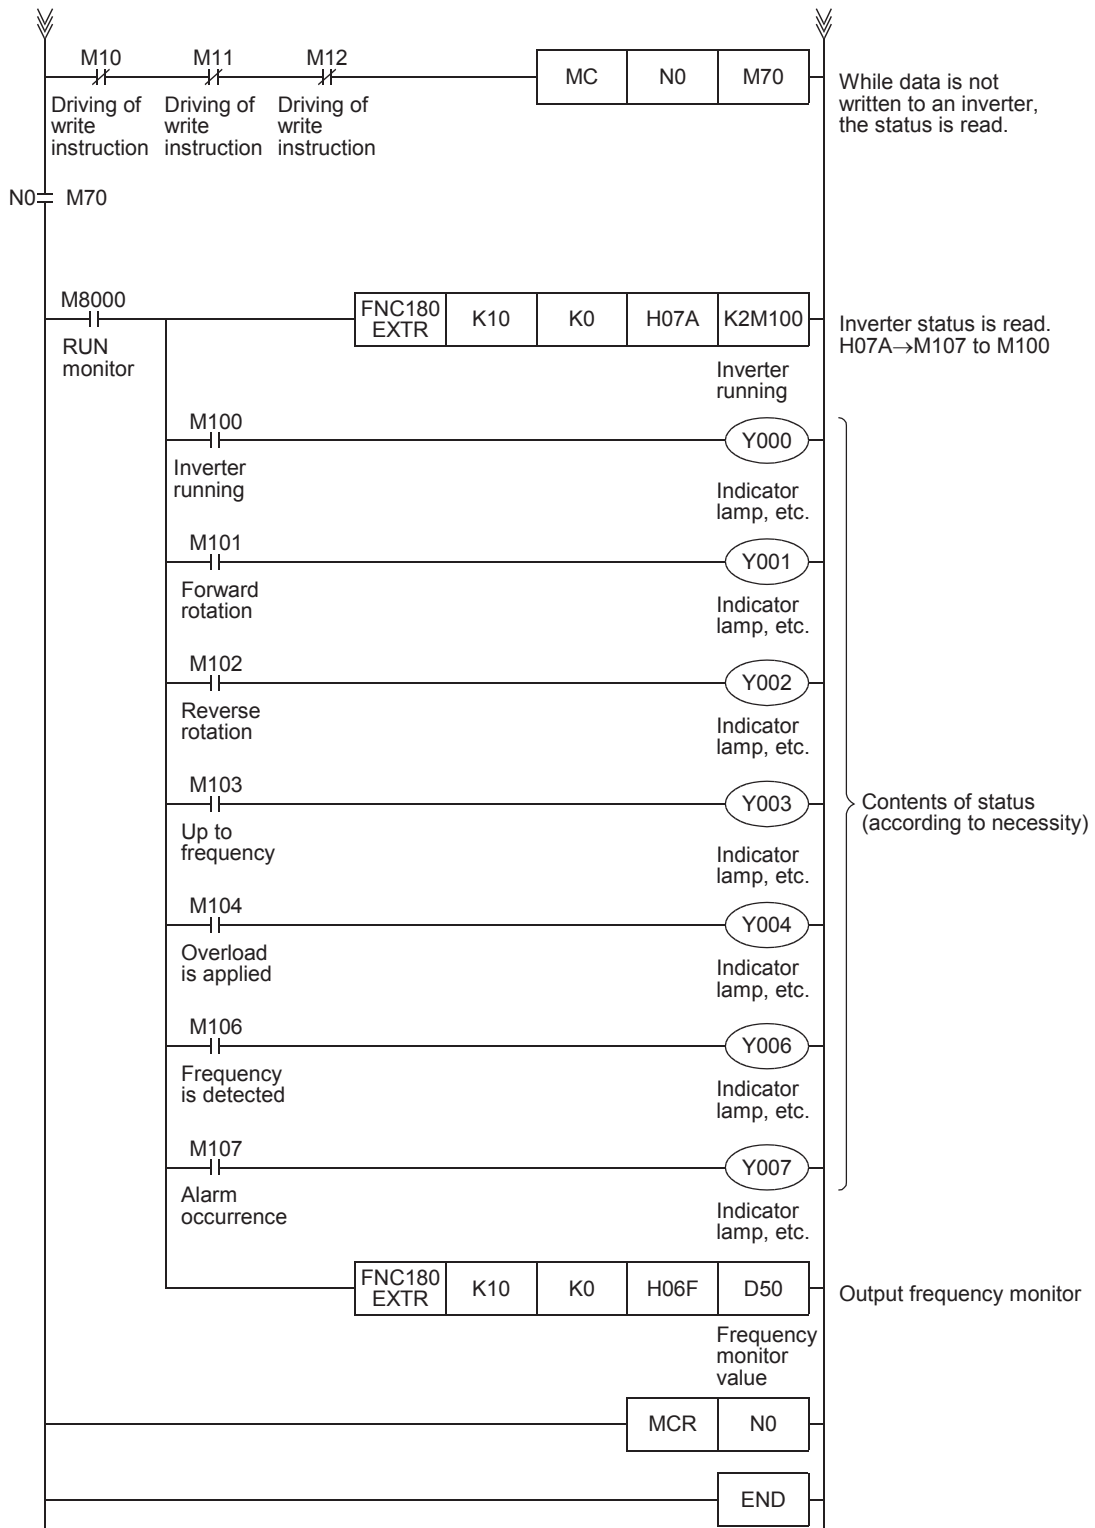 M10 M11 M12
MC N0 M70
Driving of write instruction
Driving of write instruction
Driving of write instruction
While data is not
written to an inverter,
the status is read.
N0 M70
M8000
RUN
monitor
FNC180
EXTR
K10 K0 H07A K2M100
Inverter status is read.
H07A→M107 to M100
Inverter
running
M100
Inverter
running
Y000
Indicator
lamp, etc.
M101
Forward
rotation
Y001
Indicator
lamp, etc.
M102
Reverse
rotation
Y002
Indicator
lamp, etc.
M103
Up to
frequency
Y003
Indicator
lamp, etc.
Contents of status
(according to necessity)
M104
Overload
is applied
Y004
Indicator
lamp, etc.
M106
Frequency
is detected
Y006
Indicator
lamp, etc.
M107
Alarm
occurrence
Y007
Indicator
lamp, etc.
FNC180
EXTR
K10 K0 H06F D50
Output frequency monitor
Frequency
monitor
value
MCR N0
END